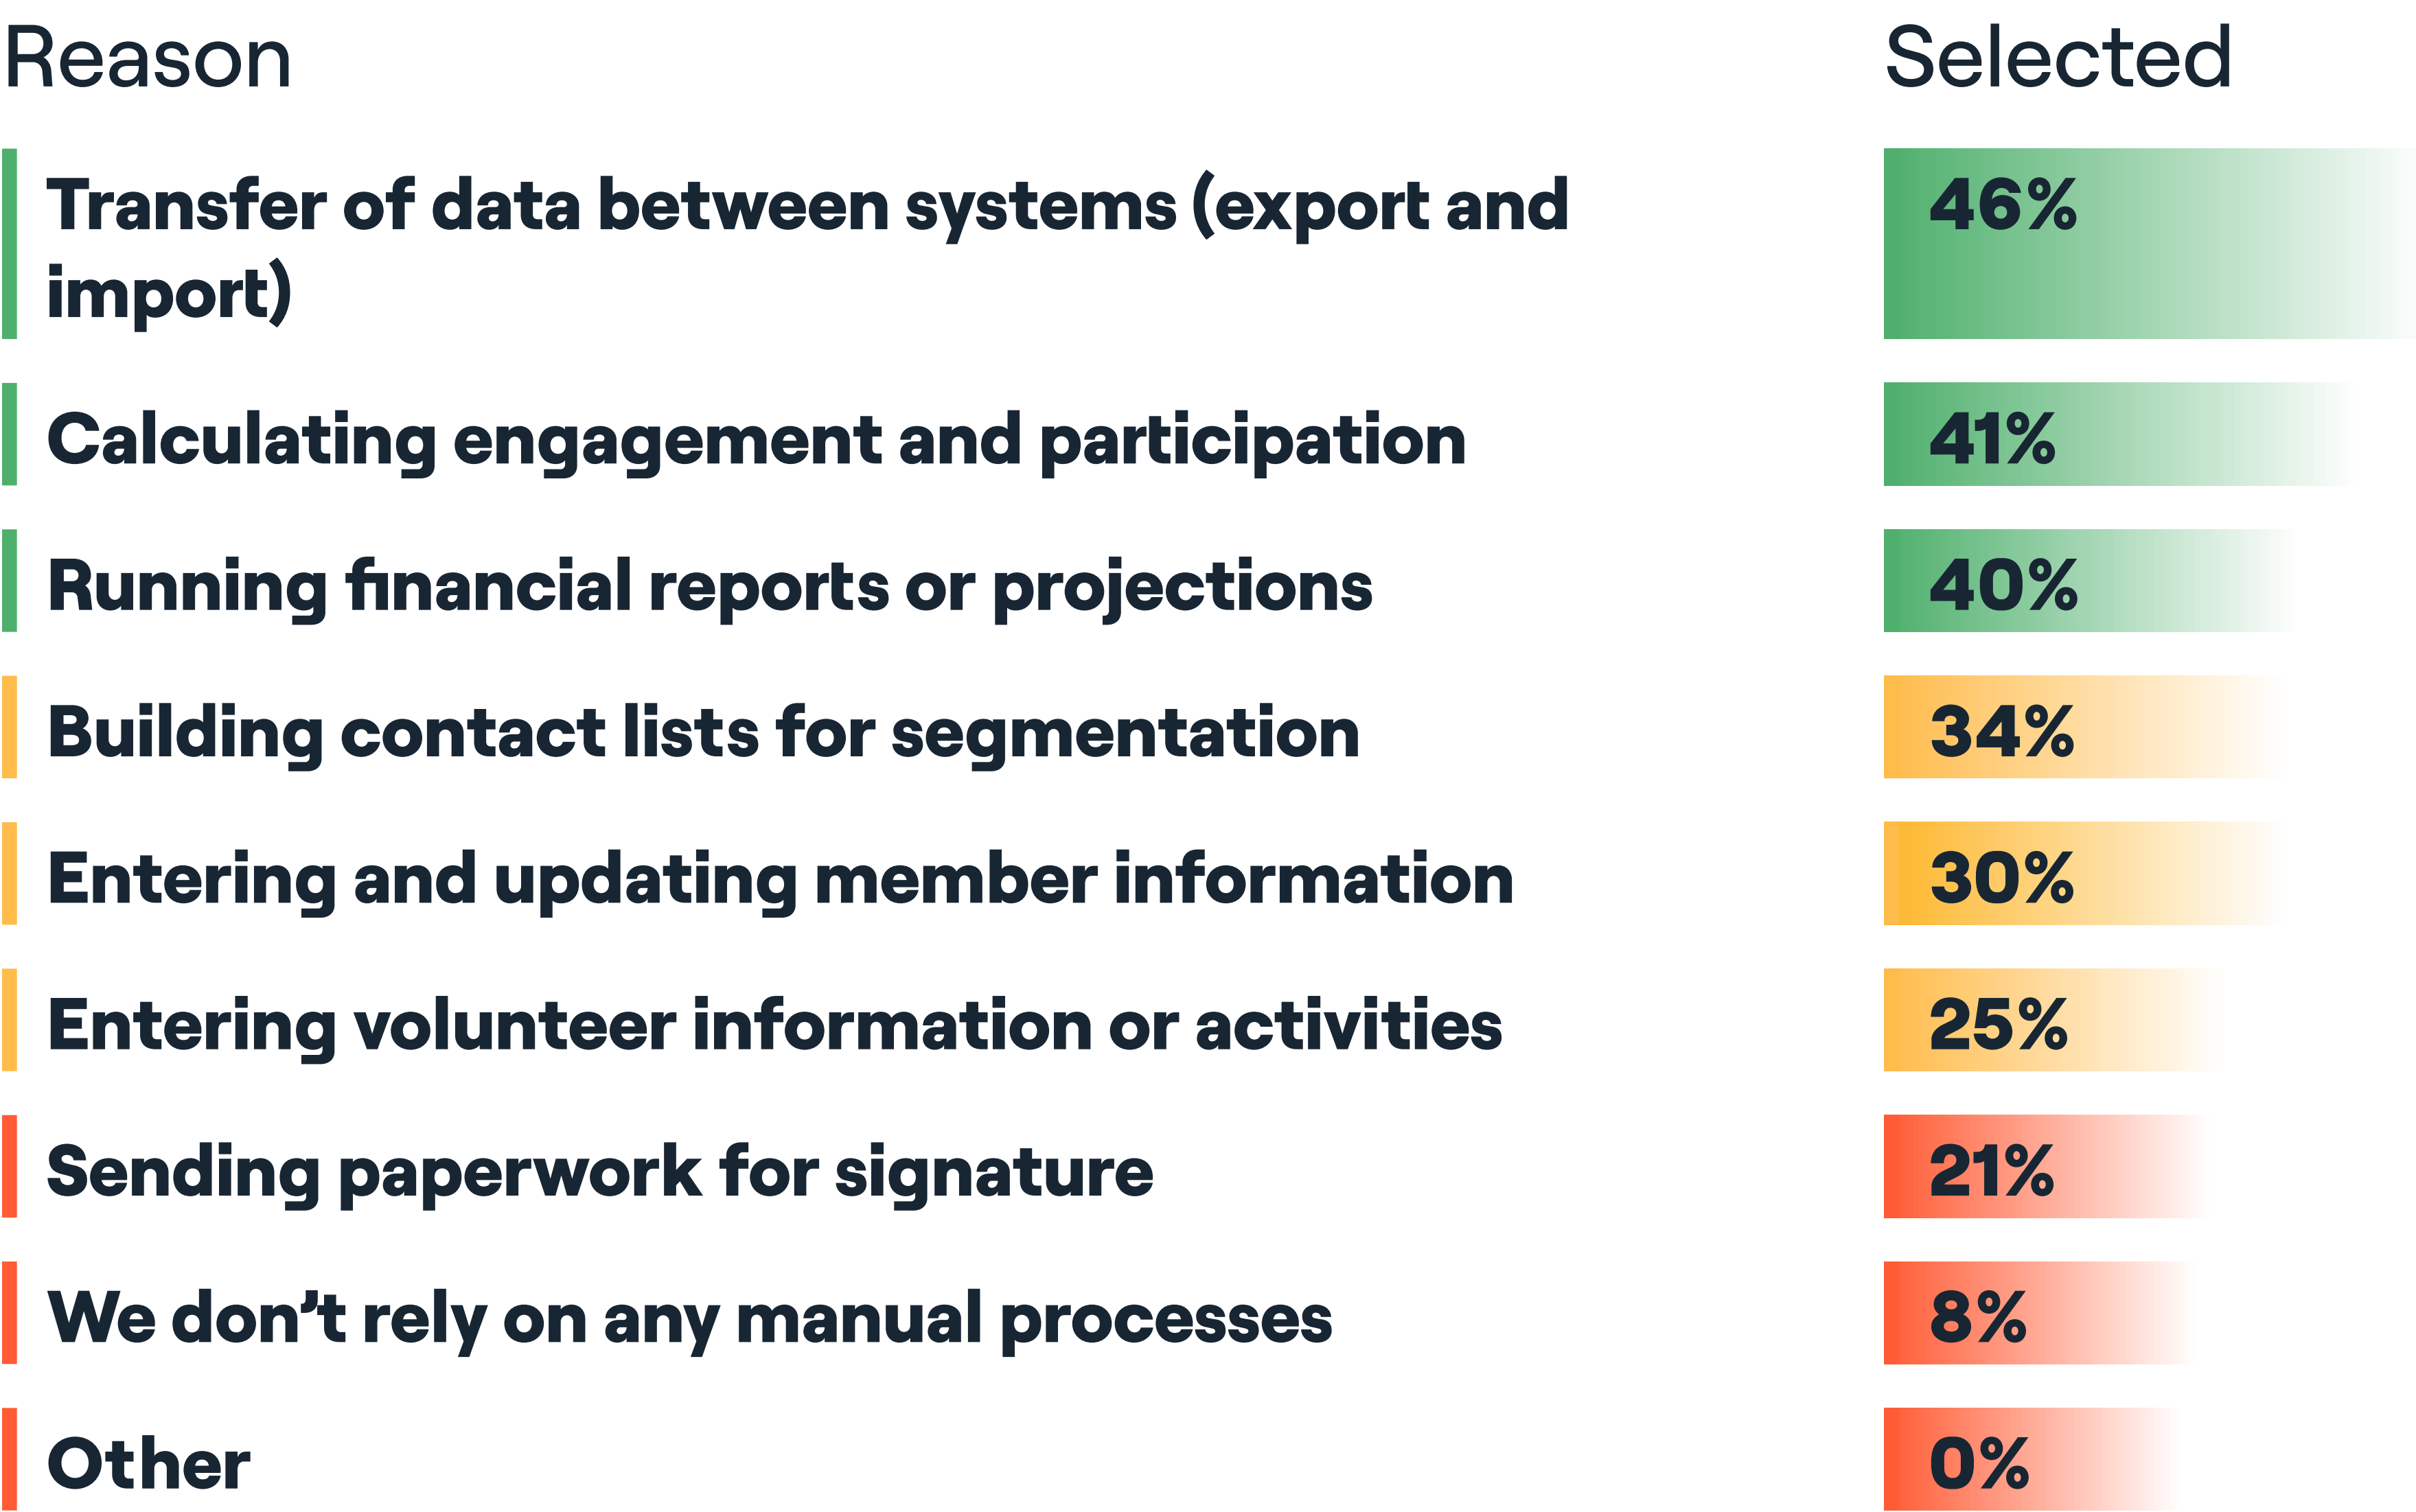 Reason Selected
Transfer of data between systems (export and 46%
import)
Calculating engagement and participation 41%
Running financial reports or projections 40%
Building contact lists for segmentation 34%
Entering and updating member information 30%
Entering volunteer information or activities 25%
Sending paperwork for signature 21%
We don’t rely on any manual processes 8%
Other 0%